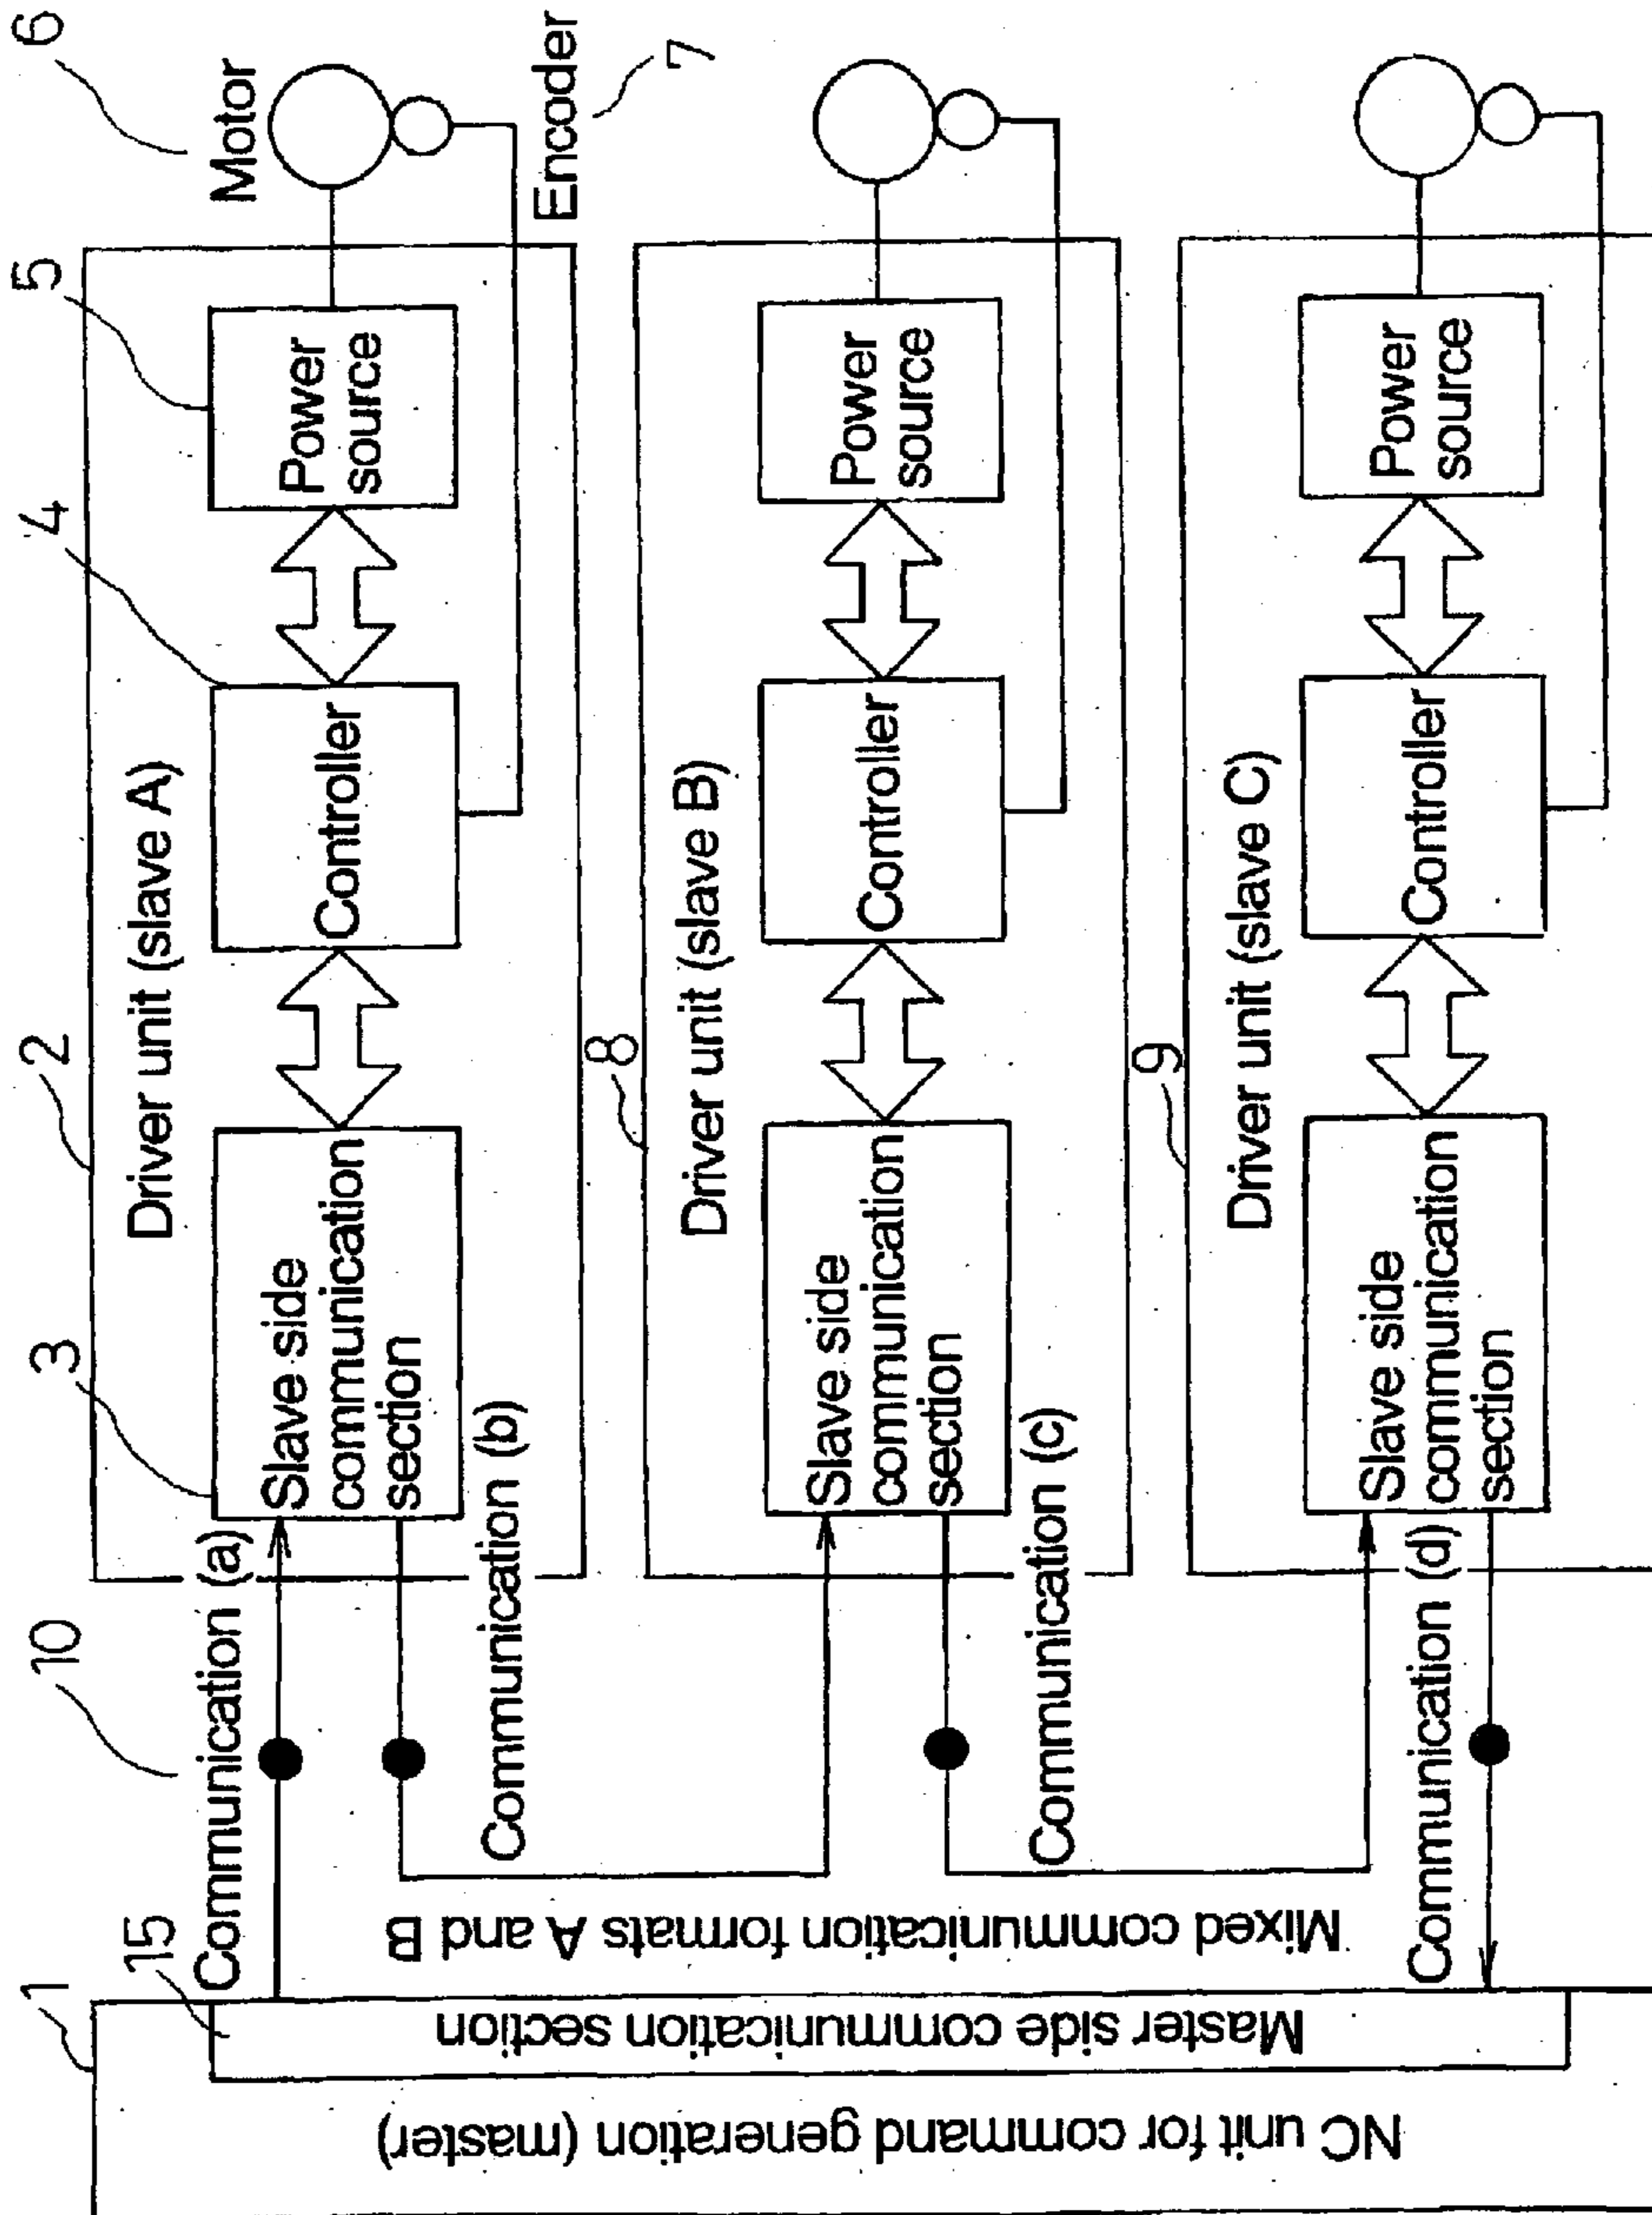 1
NC unit for command generation (master)
15
Master side communication section
Mixed communication formats A and B
10
Communication (a)
Communication (b)
Communication (c)
Communication (d)
2
Driver unit (slave A)
3
Slave side
communication
section
4
Controller
5
Power
source
6
Motor
Encoder
7
8
Driver unit (slave B)
Slave side
communication
section
Controller
Power
source
9
Driver unit (slave C)
Slave side
communication
section
Controller
Power
source